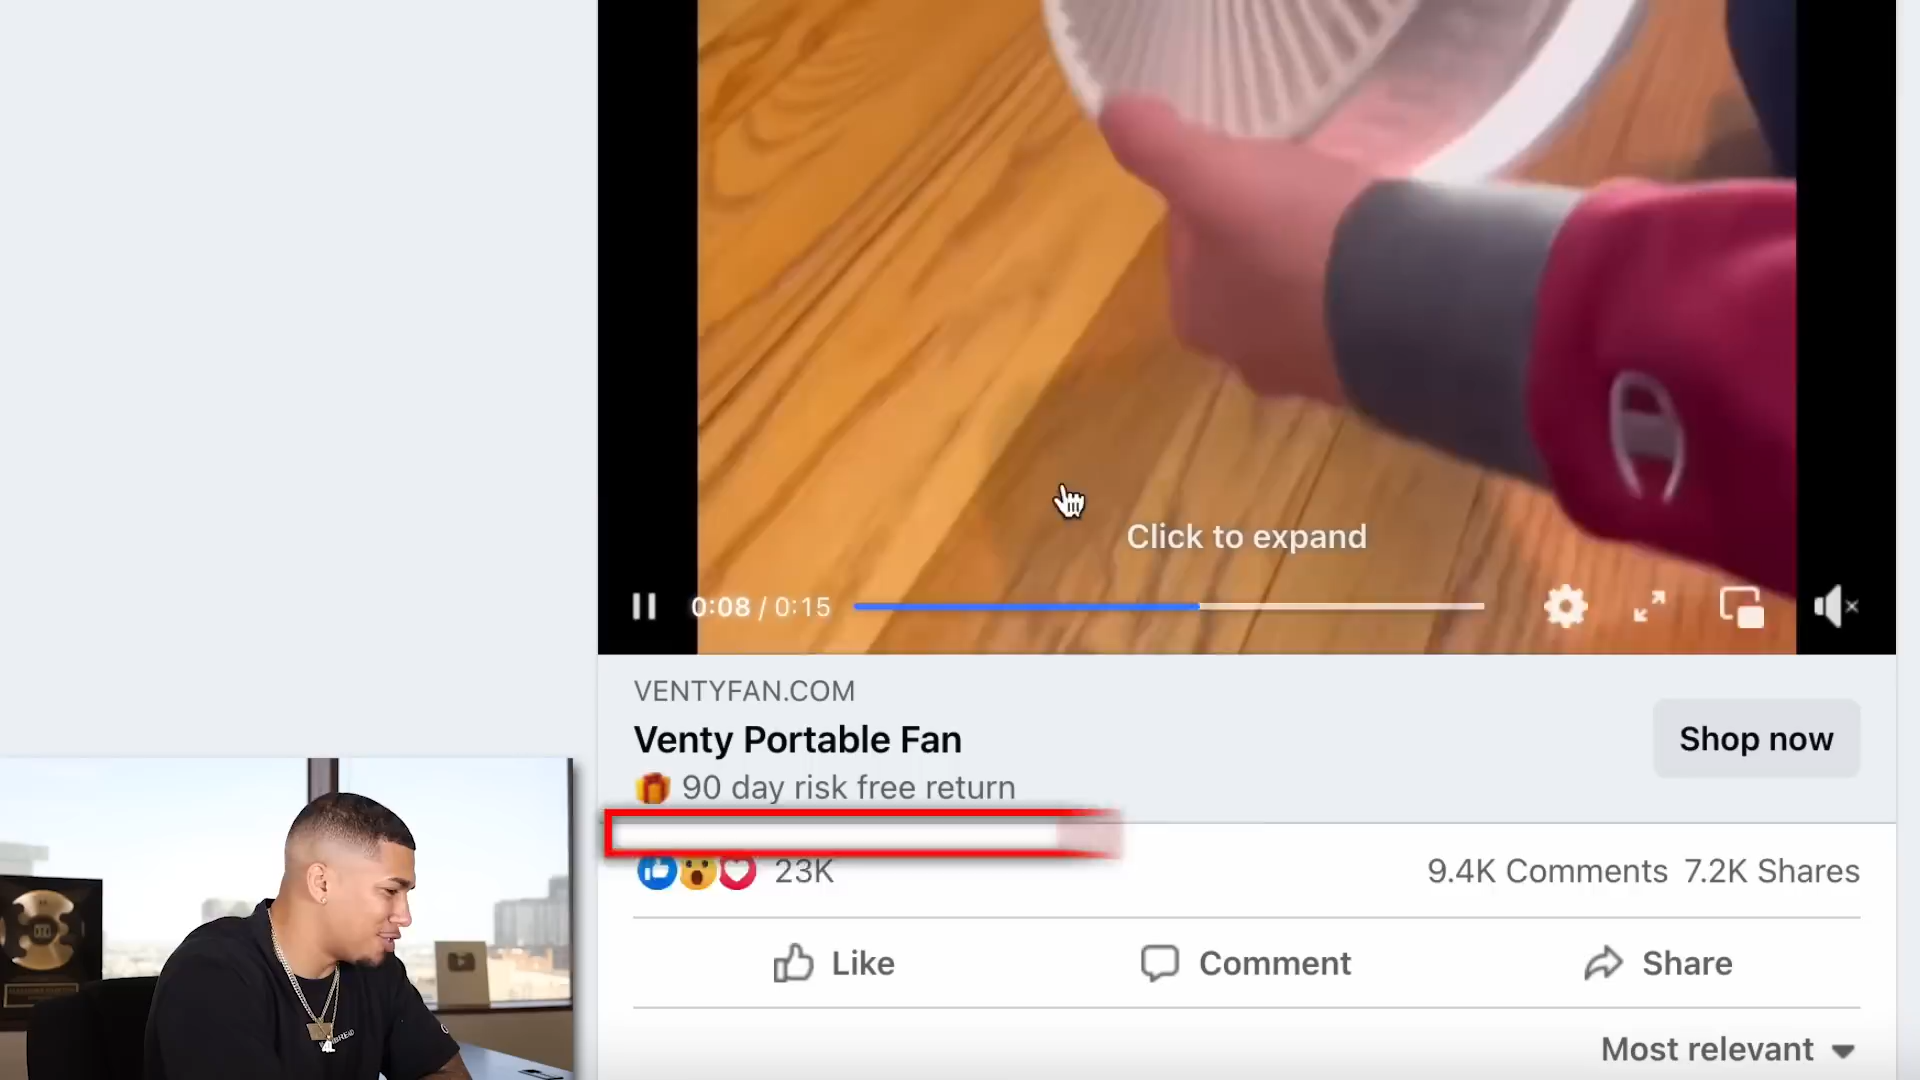 Click to expand
0:08 / 0:15
VENTYFAN.COM
Venty Portable Fan
Shop now
90 day risk free return
23K
9.4K Comments 7.2K Shares
Like
Comment
Share
Most relevant